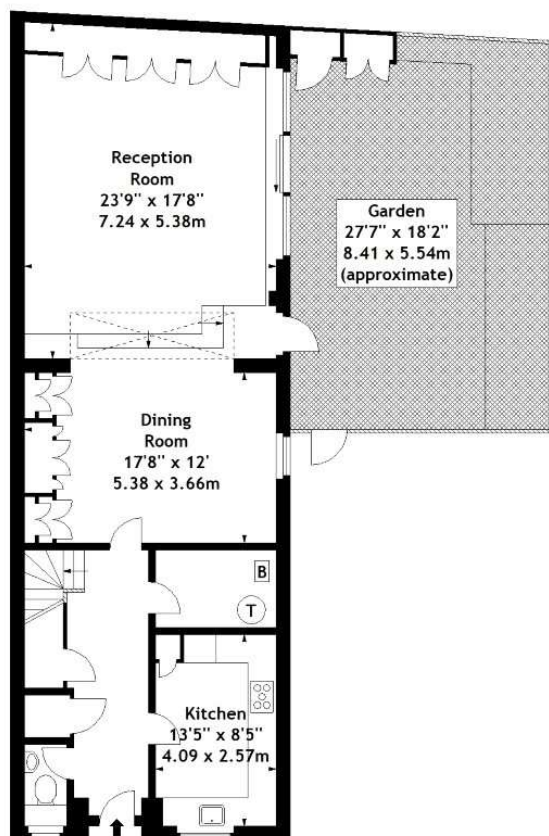 Reception
Room
23'9" x 17'8"
7.24 x 5.38m
Garden
27'7" x 18'2"
8.41 x 5.54m
(approximate)
Dining
Room
17'8" x 12'
5.38 x 3.66m
B
T
Kitchen
13'5" x 8'5"
4.09 x 2.57m